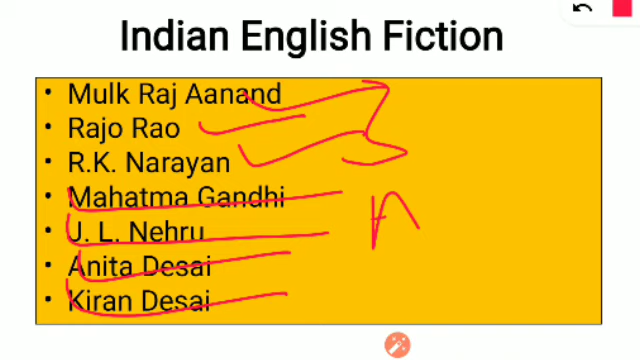 Indian English Fiction
• Mulk Raj Aanand
• Rajo Rao
• R.K. Narayan
• Mahatma Gandhi
• J. L. Nehru
• Anita Desai
• Kiran Desai